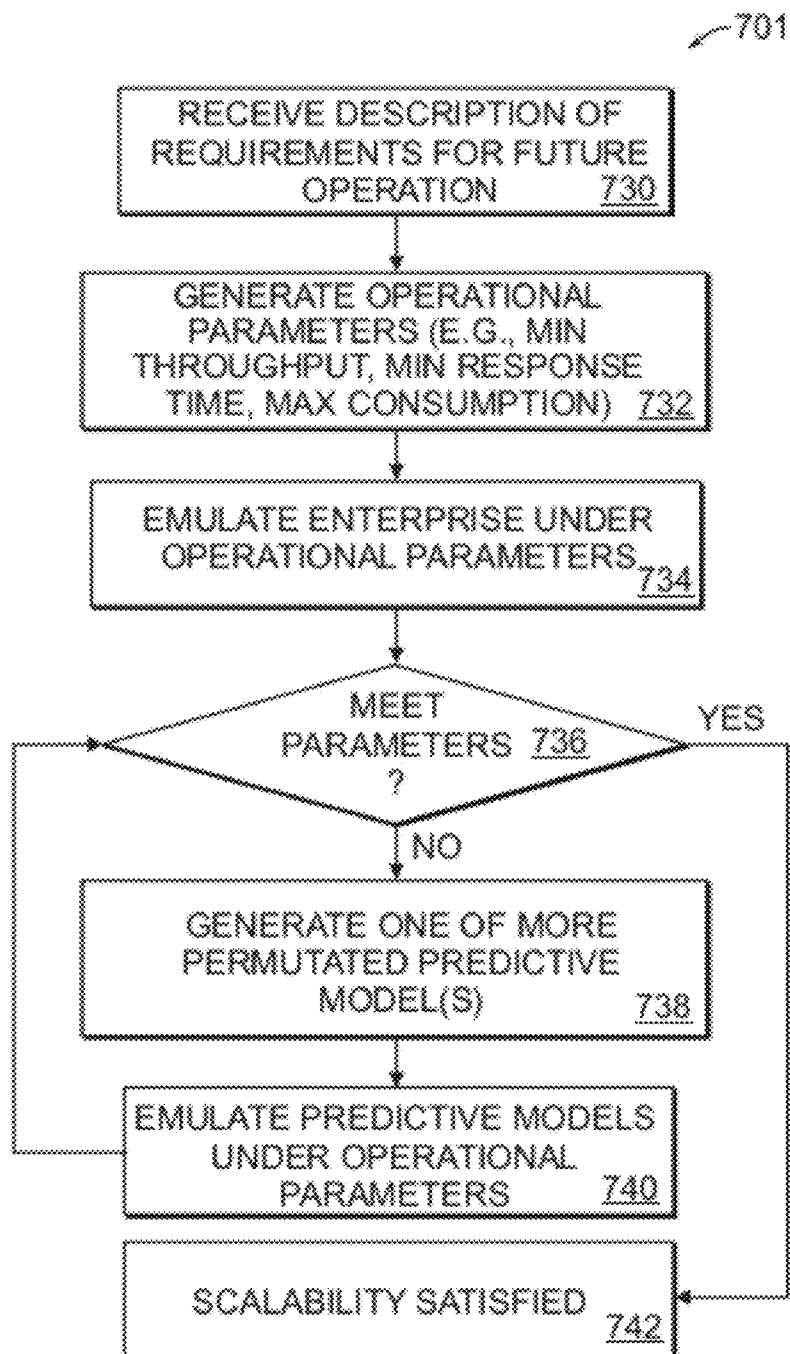 701
RECEIVE DESCRIPTION OF
REQUIREMENTS FOR FUTURE
OPERATION 730
GENERATE OPERATIONAL
PARAMETERS (E.G., MIN
THROUGHPUT, MIN RESPONSE
TIME, MAX CONSUMPTION) 732
EMULATE ENTERPRISE UNDER
OPERATIONAL PARAMETERS
734
MEET
PARAMETERS 736
?
YES
NO
GENERATE ONE OF MORE
PERMUTATED PREDICTIVE
MODEL(S) 738
EMULATE PREDICTIVE MODELS
UNDER OPERATIONAL
PARAMETERS 740
SCALABILITY SATISFIED
742